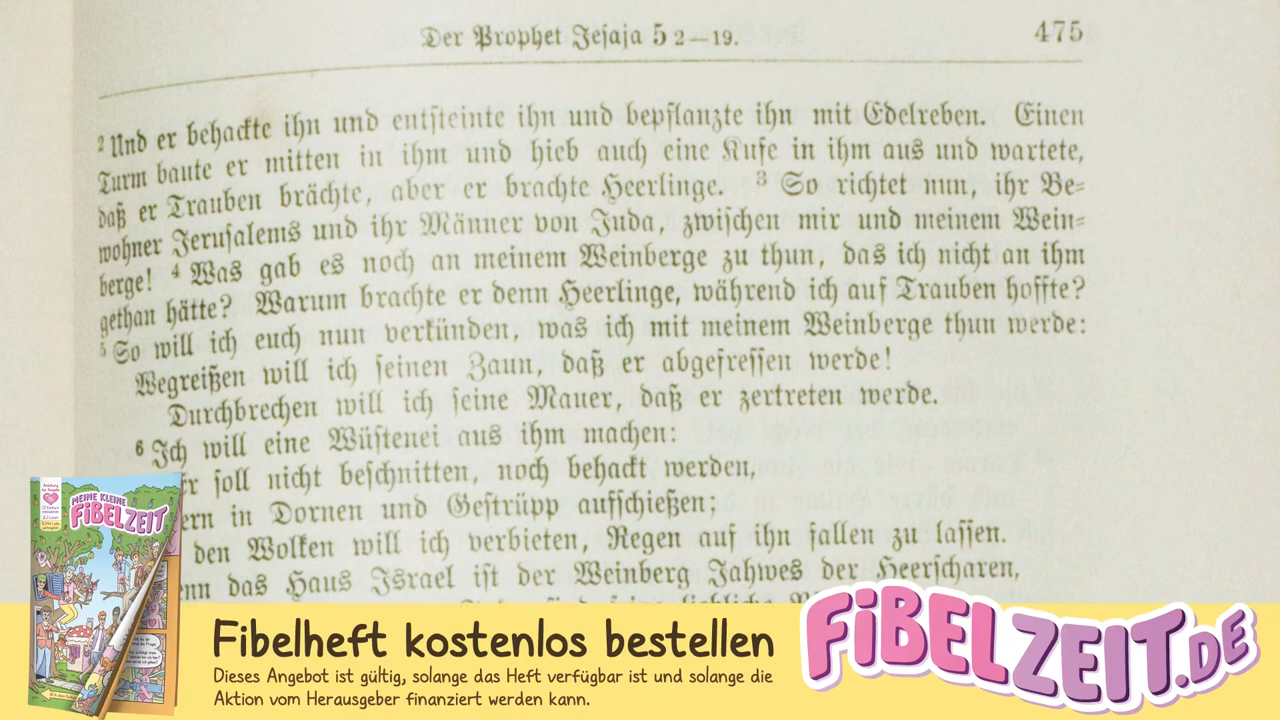 Der Prophet Jesaja 5 2—19. 475
2 Und er behackte ihn und entsteinte ihn und bepflanzte ihn mit Edelreben. Einen
Turm baute er mitten in ihm und hieb auch eine Kufe in ihm aus und wartete,
daß er Trauben brächte, aber er brachte Heerlinge. 3 So richtet nun, ihr Be-
wohner Jerusalems und ihr Männer von Juda, zwischen mir und meinem Wein-
berge! 4 Was gab es noch an meinem Weinberge zu thun, das ich nicht an ihm
gethan hätte? Warum brachte er denn Heerlinge, während ich auf Trauben hoffte?
5 So will ich euch nun verkünden, was ich mit meinem Weinberge thun werde:
Wegreißen will ich seinen Zaun, daß er abgefressen werde!
Durchbrechen will ich seine Mauer, daß er zertreten werde.
6 Ich will eine Wüstenei aus ihm machen:
Er soll nicht beschnitten, noch behackt werden,
ern in Dornen und Gestrüpp aufschießen;
den Wolken will ich verbieten, Regen auf ihn fallen zu lassen.
enn das Haus Israel ist der Weinberg Jahwes der Heerscharen,
MEINE KLEINE
FIBELZEIT
Fibelheft kostenlos bestellen
Dieses Angebot ist gültig, solange das Heft verfügbar ist und solange die
Aktion vom Herausgeber finanziert werden kann.
FIBELZEIT.DE